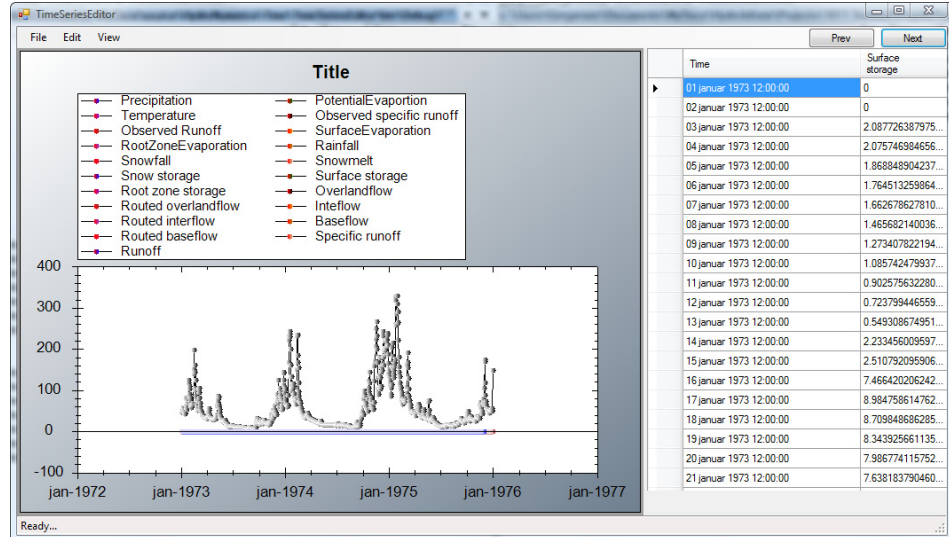 TimeSeriesEditor
File Edit View
Prev Next
Title
Precipitation PotentialEvaportion
Temperature Observed specific runoff
Observed Runoff SurfaceEvaporation
RootZoneEvaporation Rainfall
Snowfall Snowmelt
Snow storage Surface storage
Root zone storage Overlandflow
Routed overlandflow Inteflow
Routed interflow Baseflow
Routed baseflow Specific runoff
Runoff
400
300
200
100
0
-100
jan-1972 jan-1973 jan-1974 jan-1975 jan-1976 jan-1977
Time Surface storage
01 januar 1973 12:00:00 0
02 januar 1973 12:00:00 0
03 januar 1973 12:00:00 2.087726387975...
04 januar 1973 12:00:00 2.075746984656...
05 januar 1973 12:00:00 1.868848904237...
06 januar 1973 12:00:00 1.764513259864...
07 januar 1973 12:00:00 1.662678627810...
08 januar 1973 12:00:00 1.465682140036...
09 januar 1973 12:00:00 1.273407822194...
10 januar 1973 12:00:00 1.085742479937...
11 januar 1973 12:00:00 0.902575632280...
12 januar 1973 12:00:00 0.723799446559...
13 januar 1973 12:00:00 0.549308674951...
14 januar 1973 12:00:00 2.233456009597...
15 januar 1973 12:00:00 2.510792095906...
16 januar 1973 12:00:00 7.466420206242...
17 januar 1973 12:00:00 8.984758614762...
18 januar 1973 12:00:00 8.709848686285...
19 januar 1973 12:00:00 8.343925661135...
20 januar 1973 12:00:00 7.986774115752...
21 januar 1973 12:00:00 7.638183790460...
Ready...